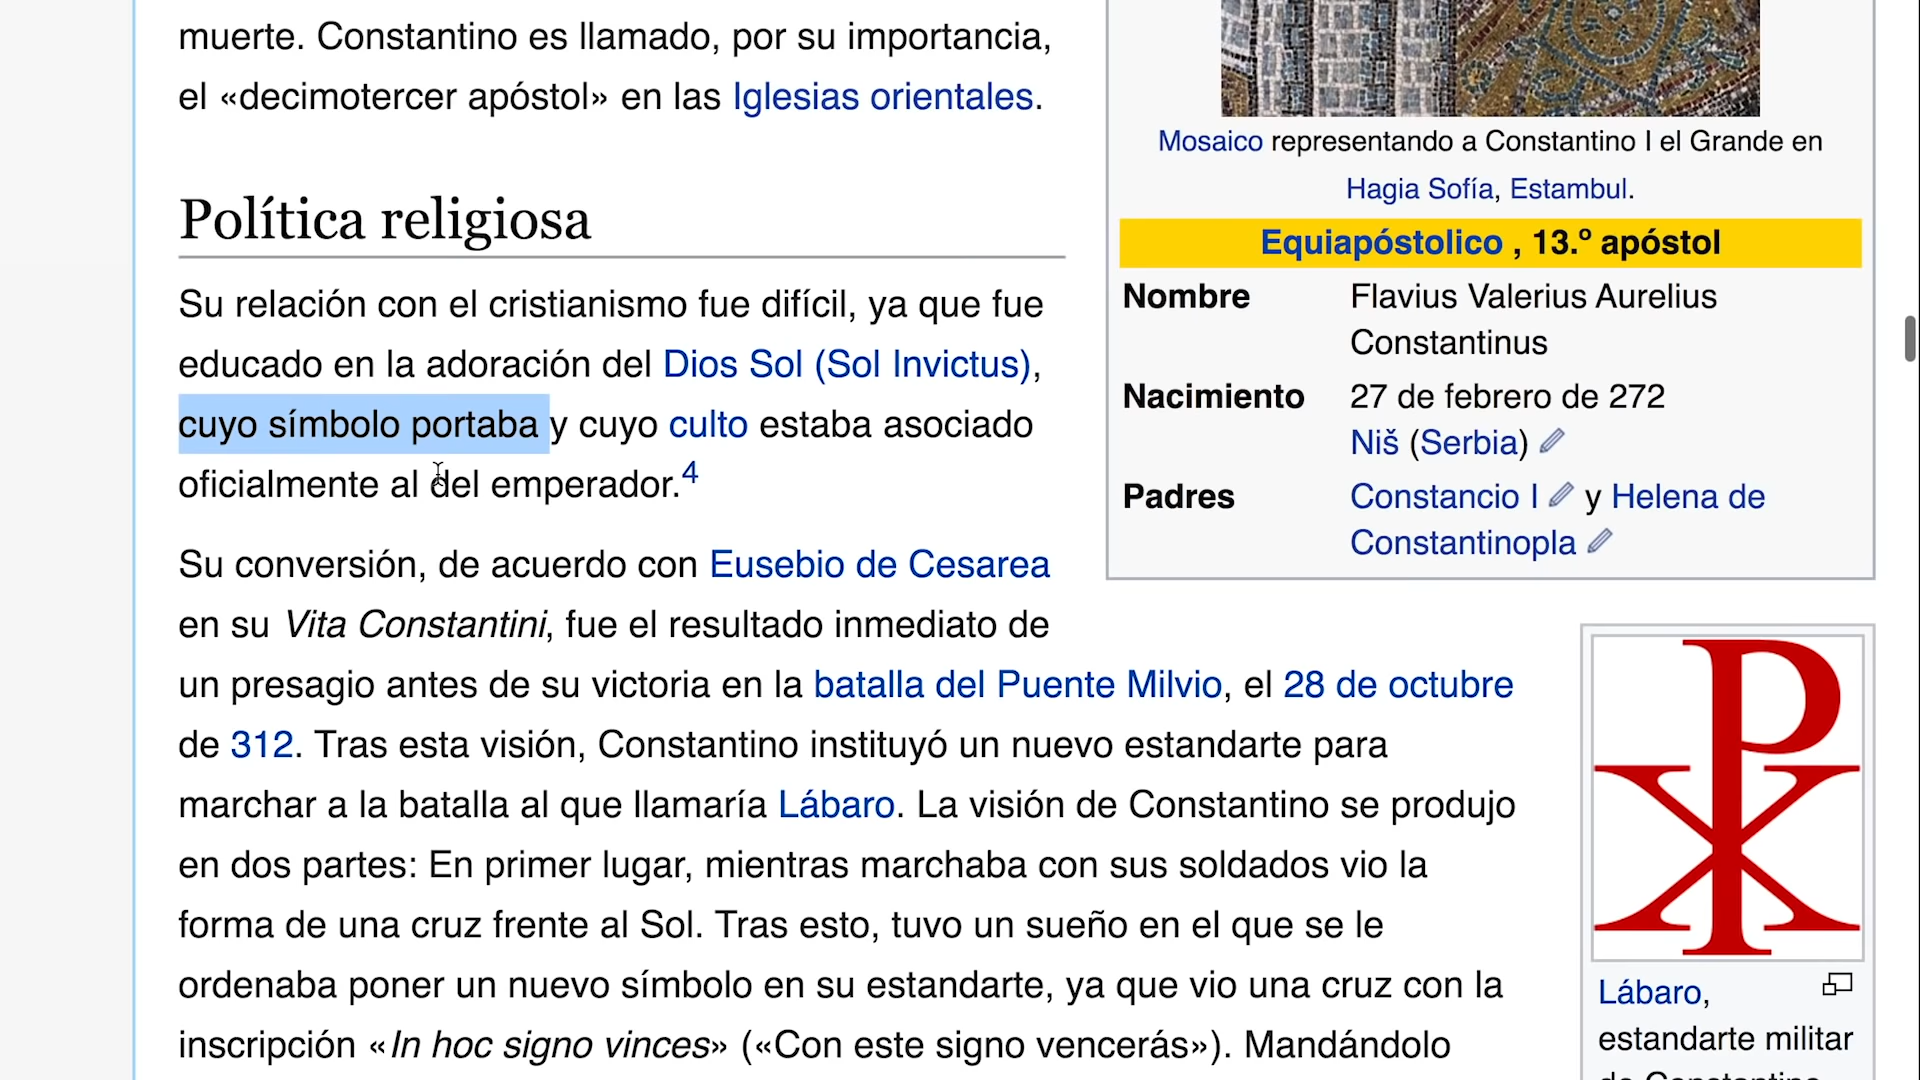 muerte. Constantino es llamado, por su importancia,
el «decimotercer apóstol» en las Iglesias orientales.
Política religiosa
Su relación con el cristianismo fue difícil, ya que fue
educado en la adoración del Dios Sol (Sol Invictus),
cuyo símbolo portaba y cuyo culto estaba asociado
oficialmente al del emperador.4
Su conversión, de acuerdo con Eusebio de Cesarea
en su Vita Constantini, fue el resultado inmediato de
un presagio antes de su victoria en la batalla del Puente Milvio, el 28 de octubre
de 312. Tras esta visión, Constantino instituyó un nuevo estandarte para
marchar a la batalla al que llamaría Lábaro. La visión de Constantino se produjo
en dos partes: En primer lugar, mientras marchaba con sus soldados vio la
forma de una cruz frente al Sol. Tras esto, tuvo un sueño en el que se le
ordenaba poner un nuevo símbolo en su estandarte, ya que vio una cruz con la
inscripción «In hoc signo vinces» («Con este signo vencerás»). Mandándolo
Mosaico representando a Constantino I el Grande en
Hagia Sofía, Estambul.
Equiapóstolico , 13.º apóstol
Nombre Flavius Valerius Aurelius
Constantinus
Nacimiento 27 de febrero de 272
Niš (Serbia)
Padres Constancio I y Helena de
Constantinopla
Lábaro,
estandarte militar
de Constantino